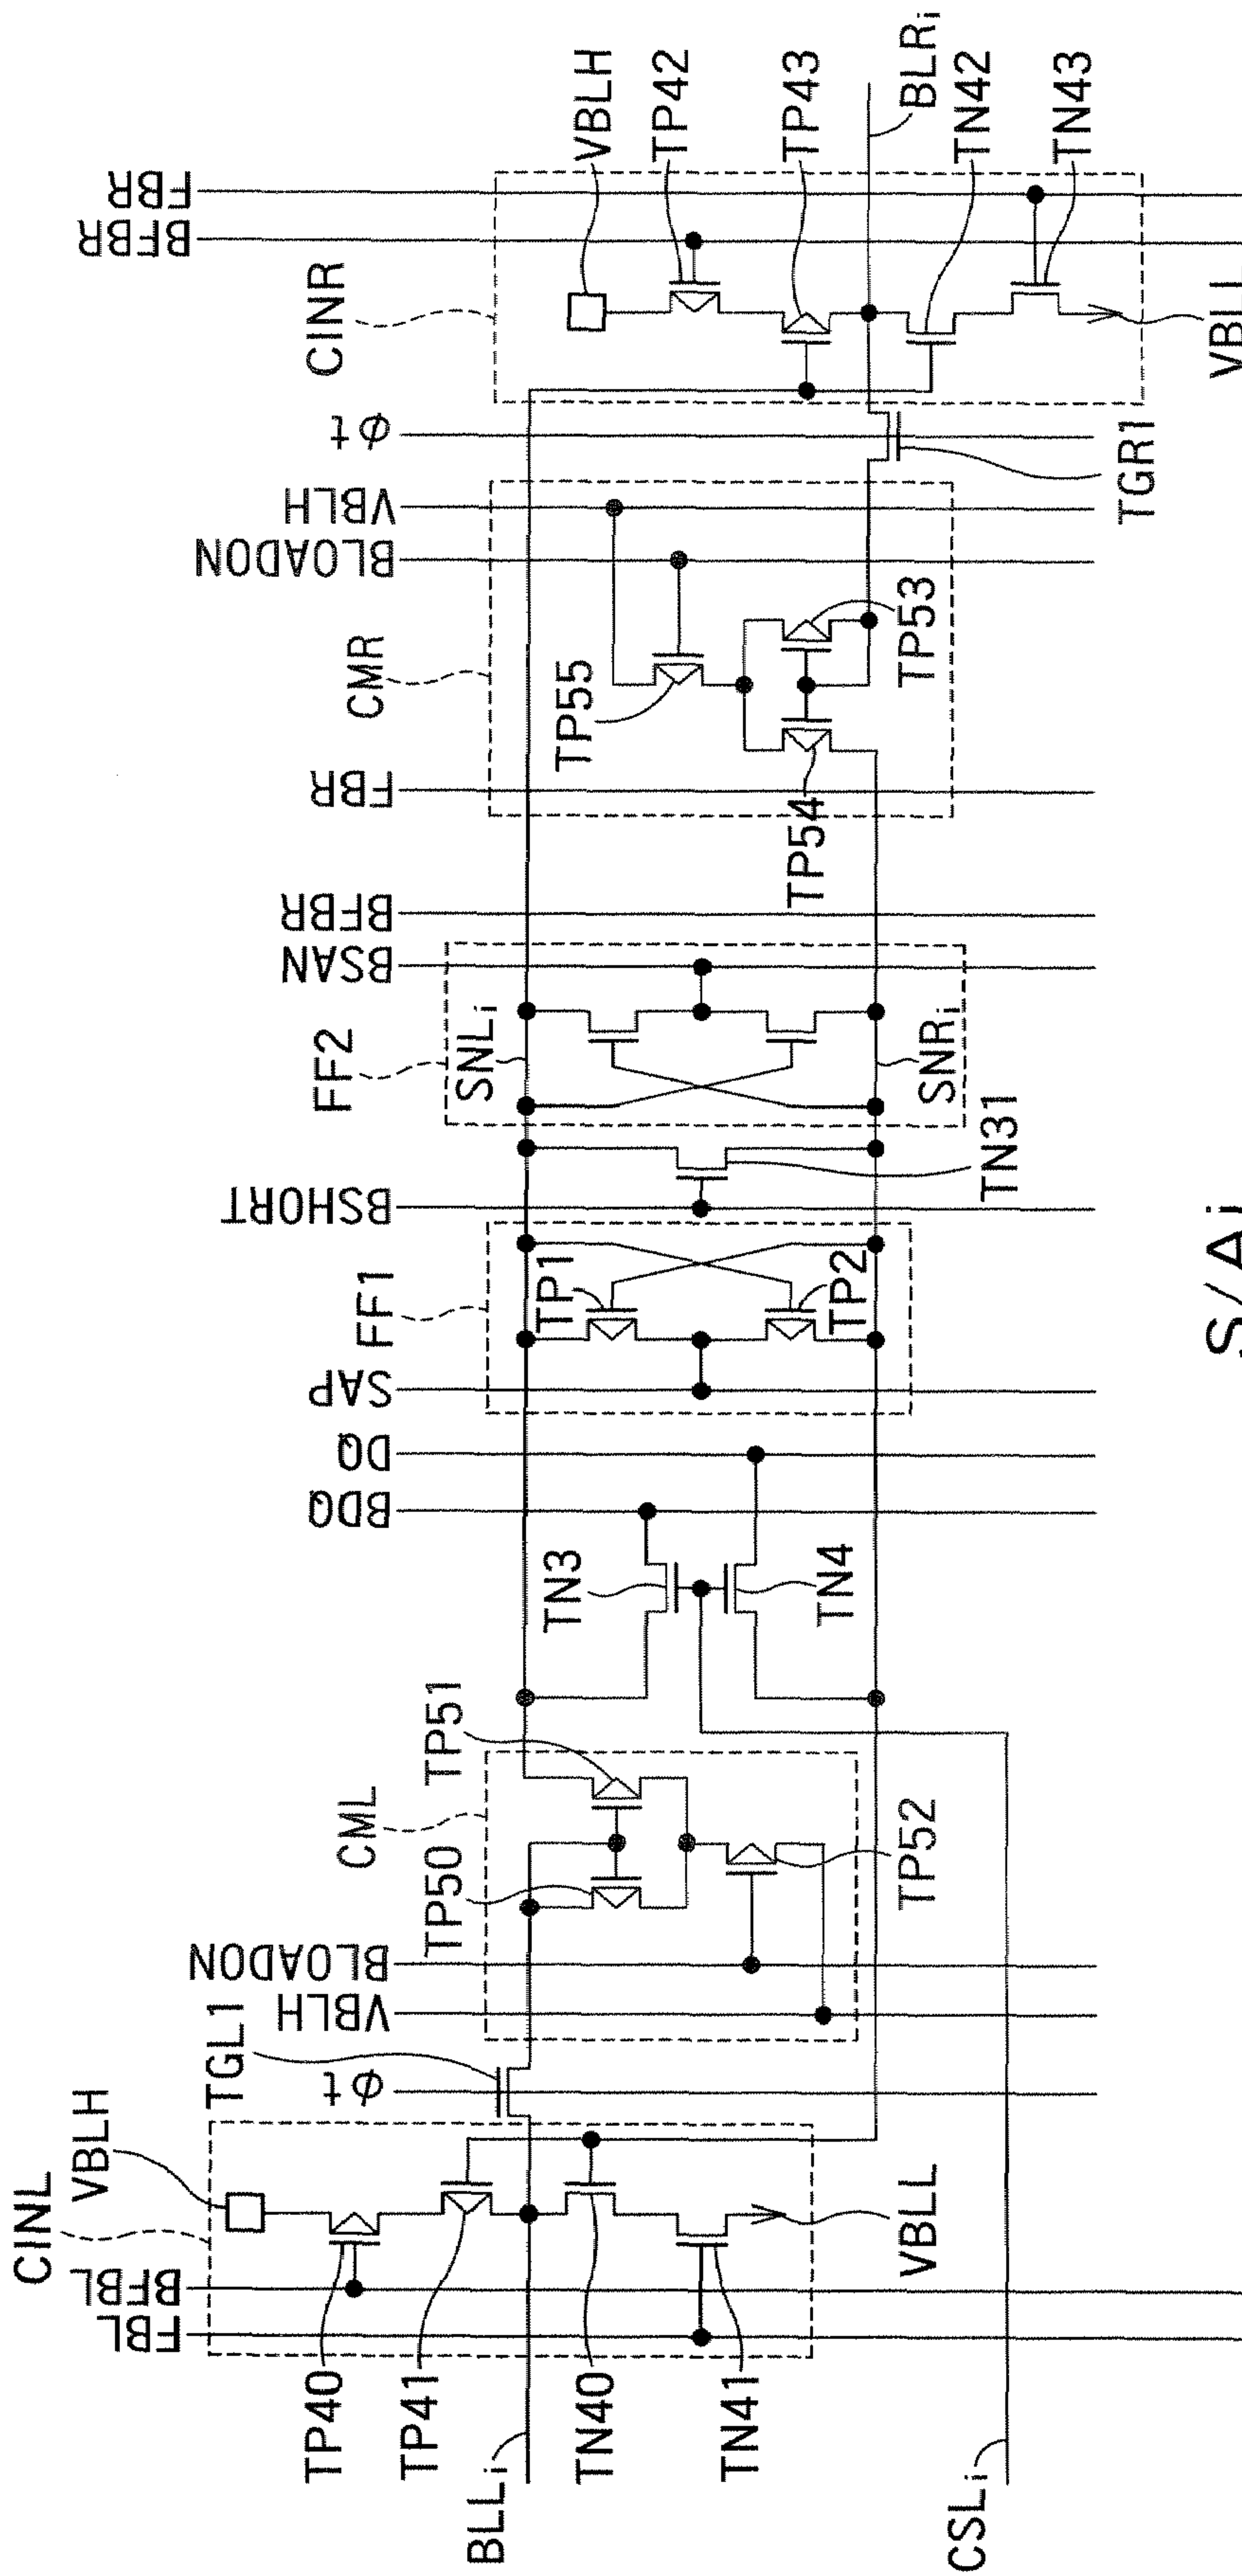 FBR
BFBR
VBLH
TP42
TP43
BLRi
TN42
TN43
CINR
VBLL
φt
TGR1
VBLH
BLOADON
CMR
TP55
TP53
TP54
FBR
BFBR
BSAN
FF2
SNLi
SNRi
TN31
BSHORT
FF1
TP1
TP2
SAP
DQ
BDQ
TN3
TN4
S/Ai
TP51
CML
TP50
TP52
BLOADON
VBLH
TGL1
φt
VBLH
CINL
BFBL
FBL
VBLL
TP40
TP41
BLLi
TN40
TN41
CSLi